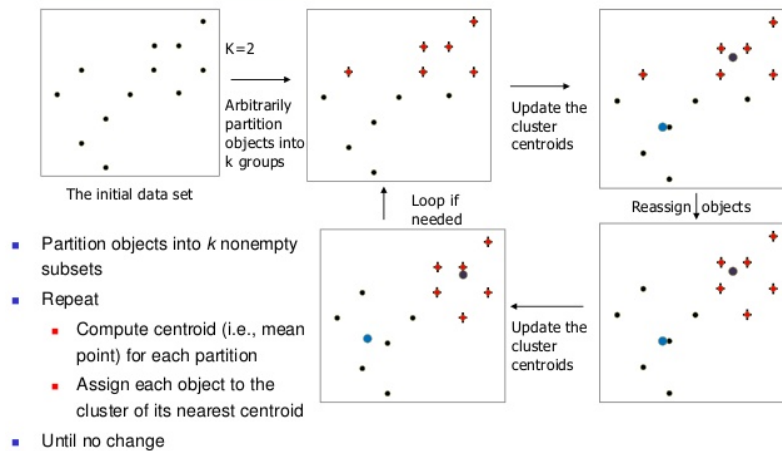 K=2
Arbitrarily
partition
objects into
k groups
Update the
cluster
centroids
The initial data set
Loop if
needed
Reassign objects
Update the
cluster
centroids
Partition objects into k nonempty
subsets
Repeat
Compute centroid (i.e., mean
point) for each partition
Assign each object to the
cluster of its nearest centroid
Until no change